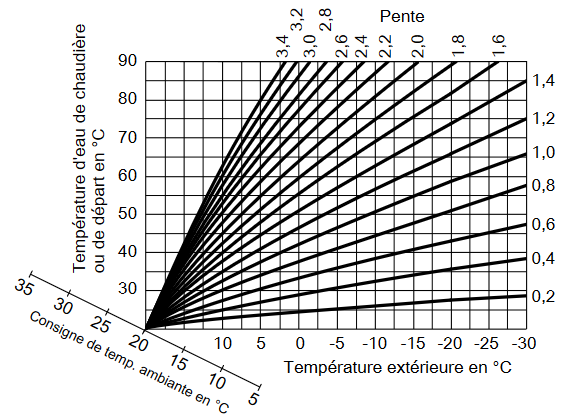 Pente
3,4 3,2 3,0 2,8 2,6 2,4 2,2 2,0 1,8 1,6
1,4
1,2
1,0
0,8
0,6
0,4
0,2
Température d'eau de chaudière
ou de départ en °C
90
80
70
60
50
40
30
10 5 0 -5 -10 -15 -20 -25 -30
Température extérieure en °C
35 30 25 20 15 10 5
Consigne de temp. ambiante en °C